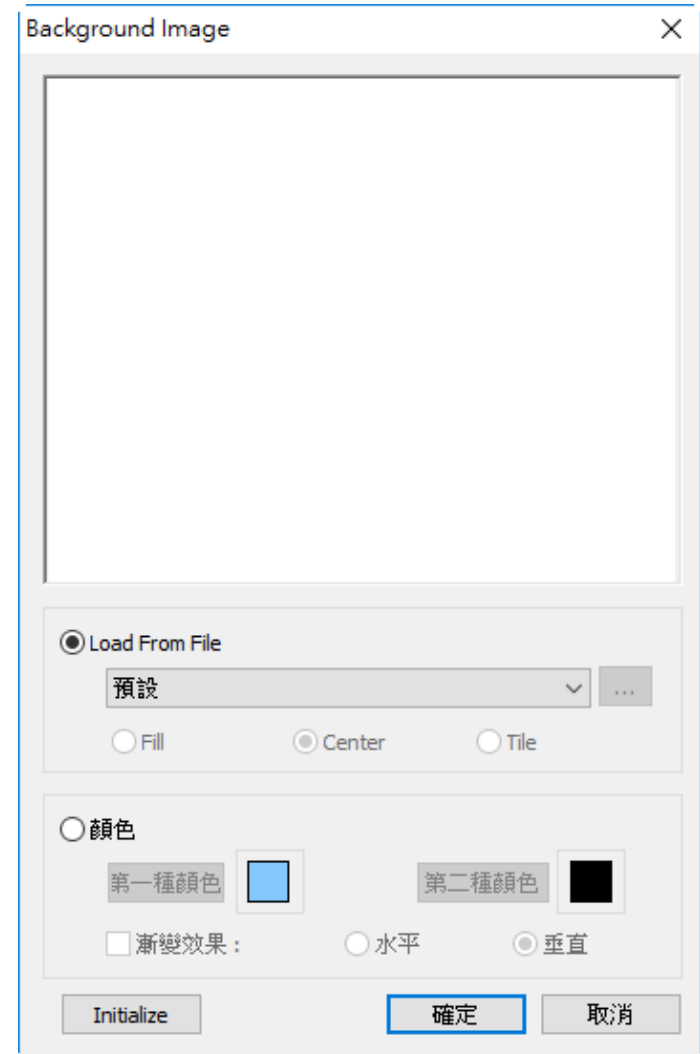 Background Image
Load From File
預設
...
Fill Center Tile
顏色
第一種顏色 第二種顏色
漸變效果: 水平 垂直
Initialize 確定 取消